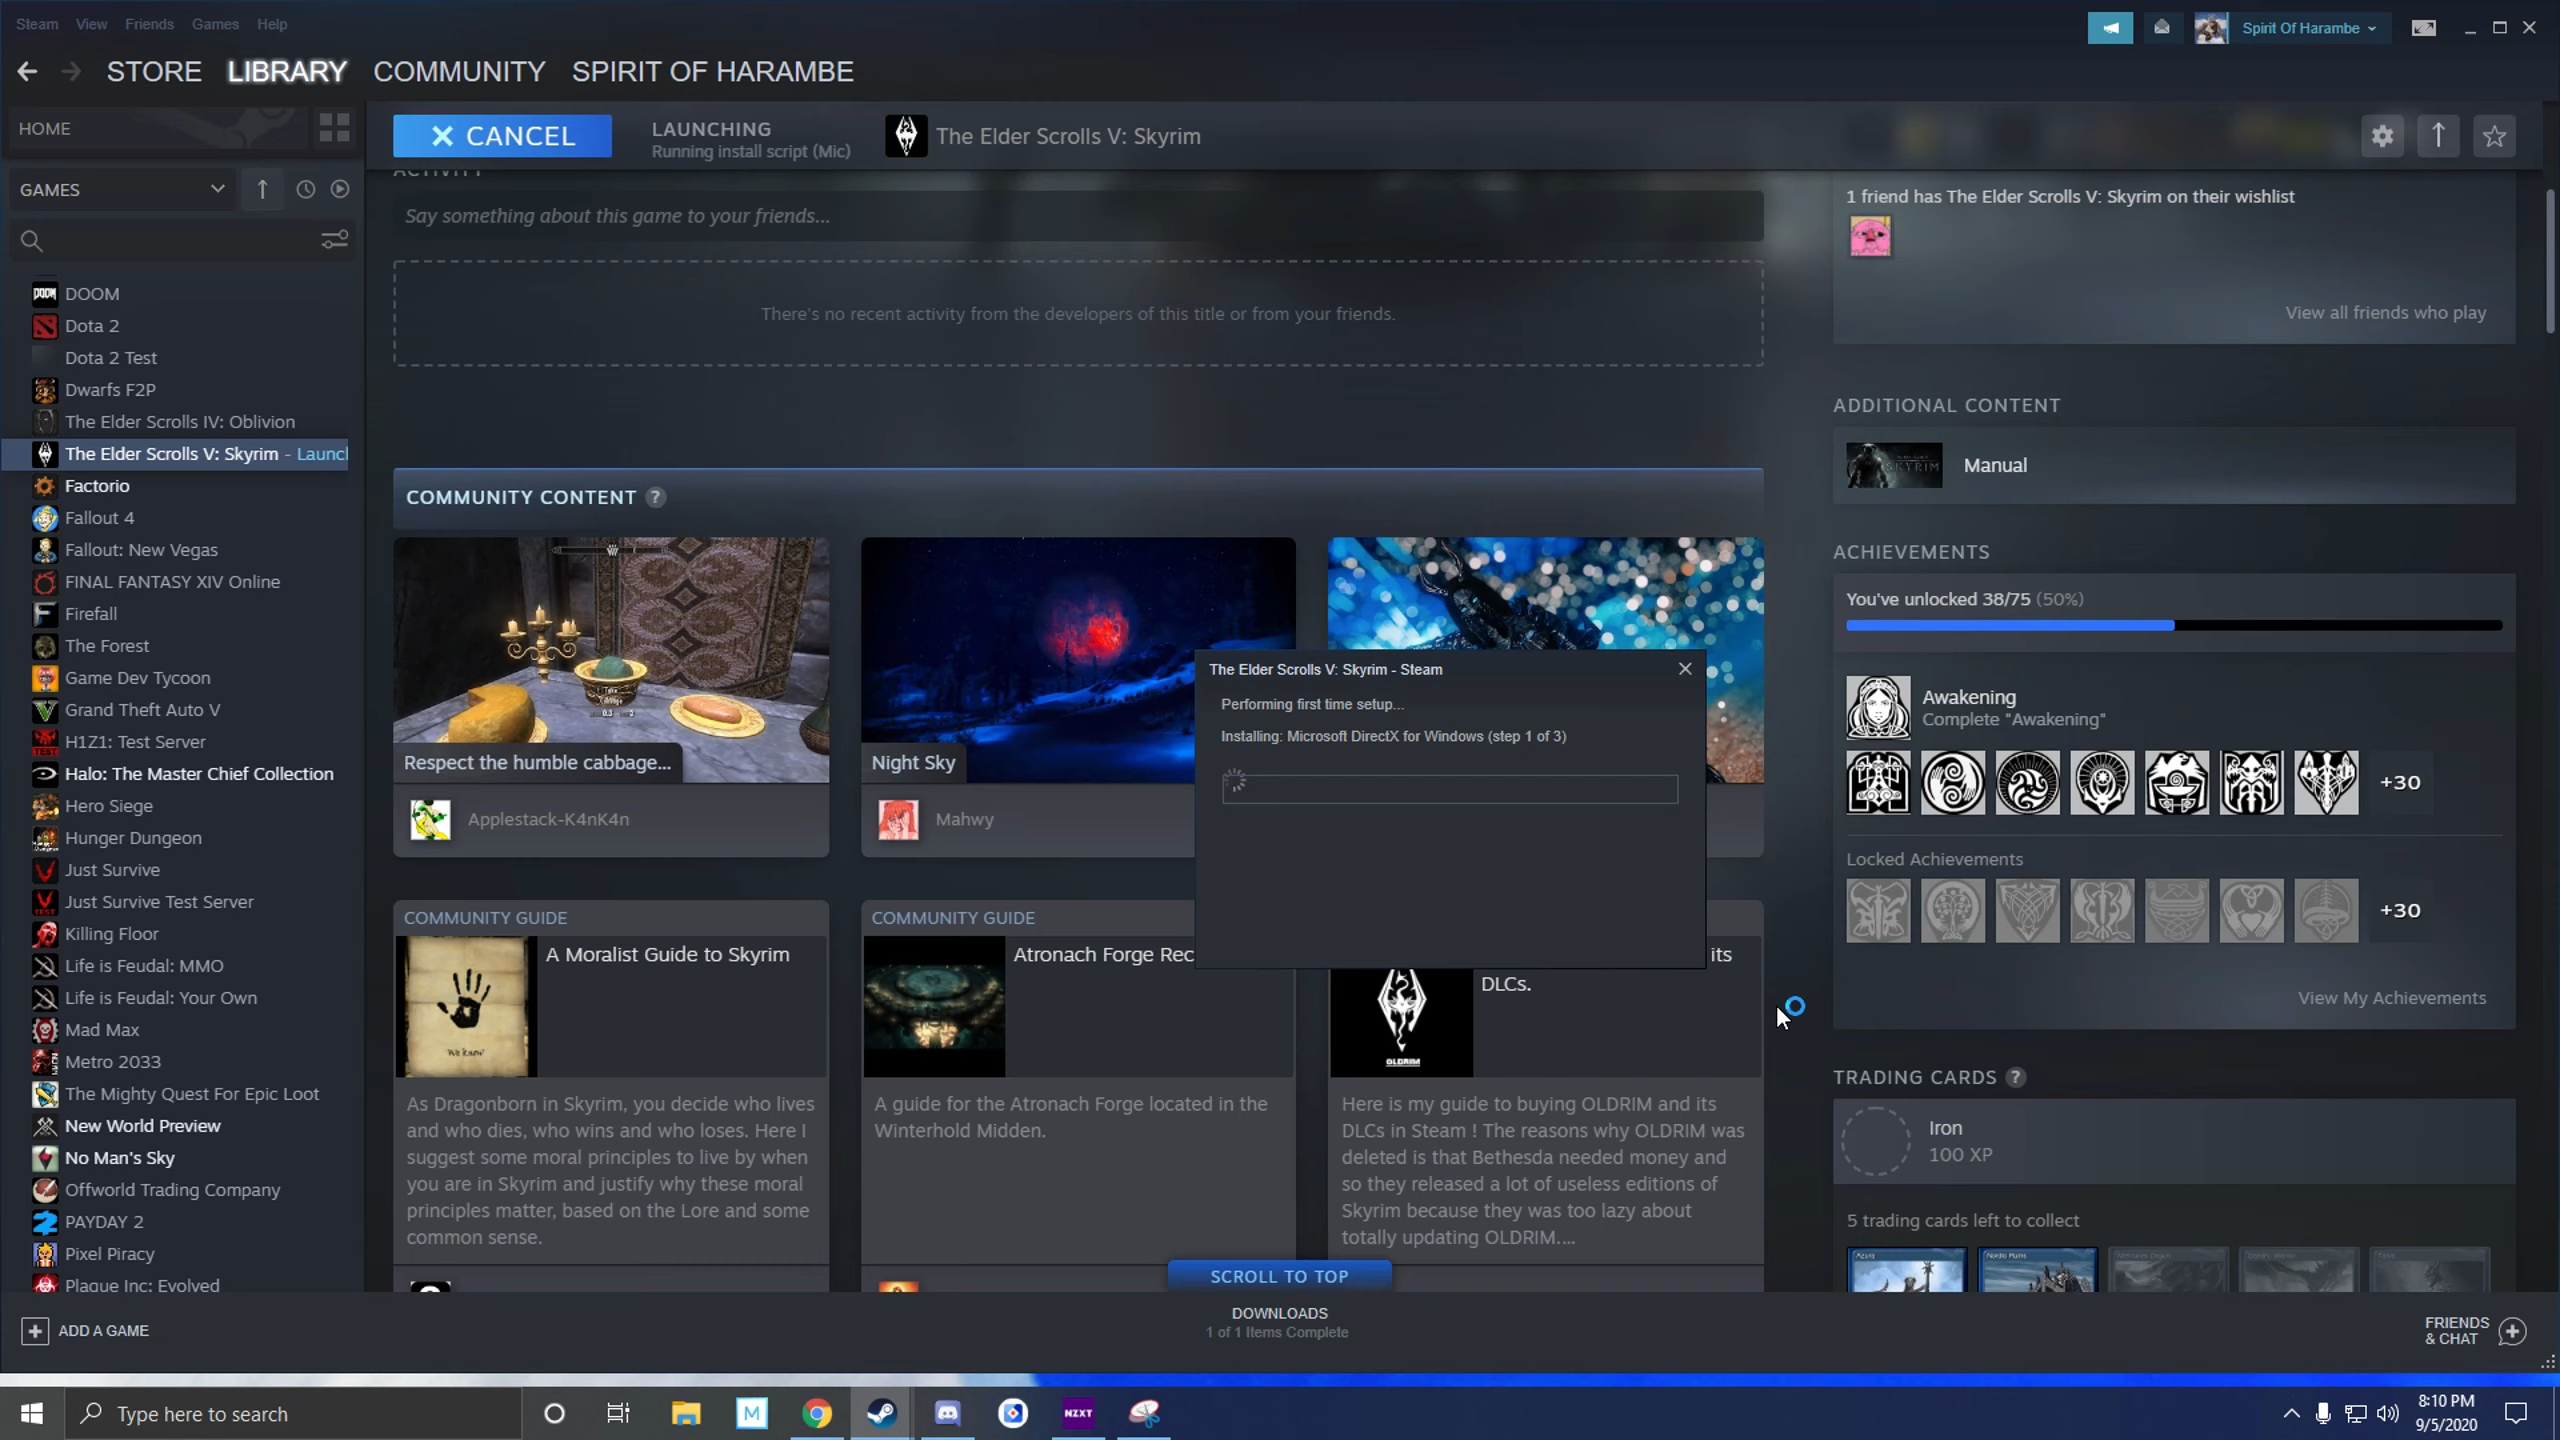 Steam View Friends Games Help
Spirit Of Harambe
STORE LIBRARY COMMUNITY SPIRIT OF HARAMBE
HOME
CANCEL
LAUNCHING
Running install script (Mic)
The Elder Scrolls V: Skyrim
GAMES
DOOM
Dota 2
Dota 2 Test
Dwarfs F2P
The Elder Scrolls IV: Oblivion
The Elder Scrolls V: Skyrim - Launcl
Factorio
Fallout 4
Fallout: New Vegas
FINAL FANTASY XIV Online
Firefall
The Forest
Game Dev Tycoon
Grand Theft Auto V
H1Z1: Test Server
Halo: The Master Chief Collection
Hero Siege
Hunger Dungeon
Just Survive
Just Survive Test Server
Killing Floor
Life is Feudal: MMO
Life is Feudal: Your Own
Mad Max
Metro 2033
The Mighty Quest For Epic Loot
New World Preview
No Man's Sky
Offworld Trading Company
PAYDAY 2
Pixel Piracy
Plague Inc: Evolved
ACTIVITY
Say something about this game to your friends...
There's no recent activity from the developers of this title or from your friends.
COMMUNITY CONTENT ?
Respect the humble cabbage...
Applestack-K4nK4n
Night Sky
Mahwy
The Elder Scrolls V: Skyrim - Steam
Performing first time setup...
Installing: Microsoft DirectX for Windows (step 1 of 3)
COMMUNITY GUIDE
A Moralist Guide to Skyrim
We Know
As Dragonborn in Skyrim, you decide who lives
and who dies, who wins and who loses. Here I
suggest some moral principles to live by when
you are in Skyrim and justify why these moral
principles matter, based on the Lore and some
common sense.
COMMUNITY GUIDE
Atronach Forge Rec
A guide for the Atronach Forge located in the
Winterhold Midden.
its
DLCs.
OLDRIM
Here is my guide to buying OLDRIM and its
DLCs in Steam ! The reasons why OLDRIM was
deleted is that Bethesda needed money and
so they released a lot of useless editions of
Skyrim because they was too lazy about
totally updating OLDRIM....
SCROLL TO TOP
1 friend has The Elder Scrolls V: Skyrim on their wishlist
View all friends who play
ADDITIONAL CONTENT
SKYRIM
Manual
ACHIEVEMENTS
You've unlocked 38/75 (50%)
Awakening
Complete "Awakening"
+30
Locked Achievements
+30
View My Achievements
TRADING CARDS ?
Iron
100 XP
5 trading cards left to collect
Azura
Nordic Ruins
ADD A GAME
DOWNLOADS
1 of 1 Items Complete
FRIENDS
& CHAT
Type here to search
M
NZXT
8:10 PM
9/5/2020